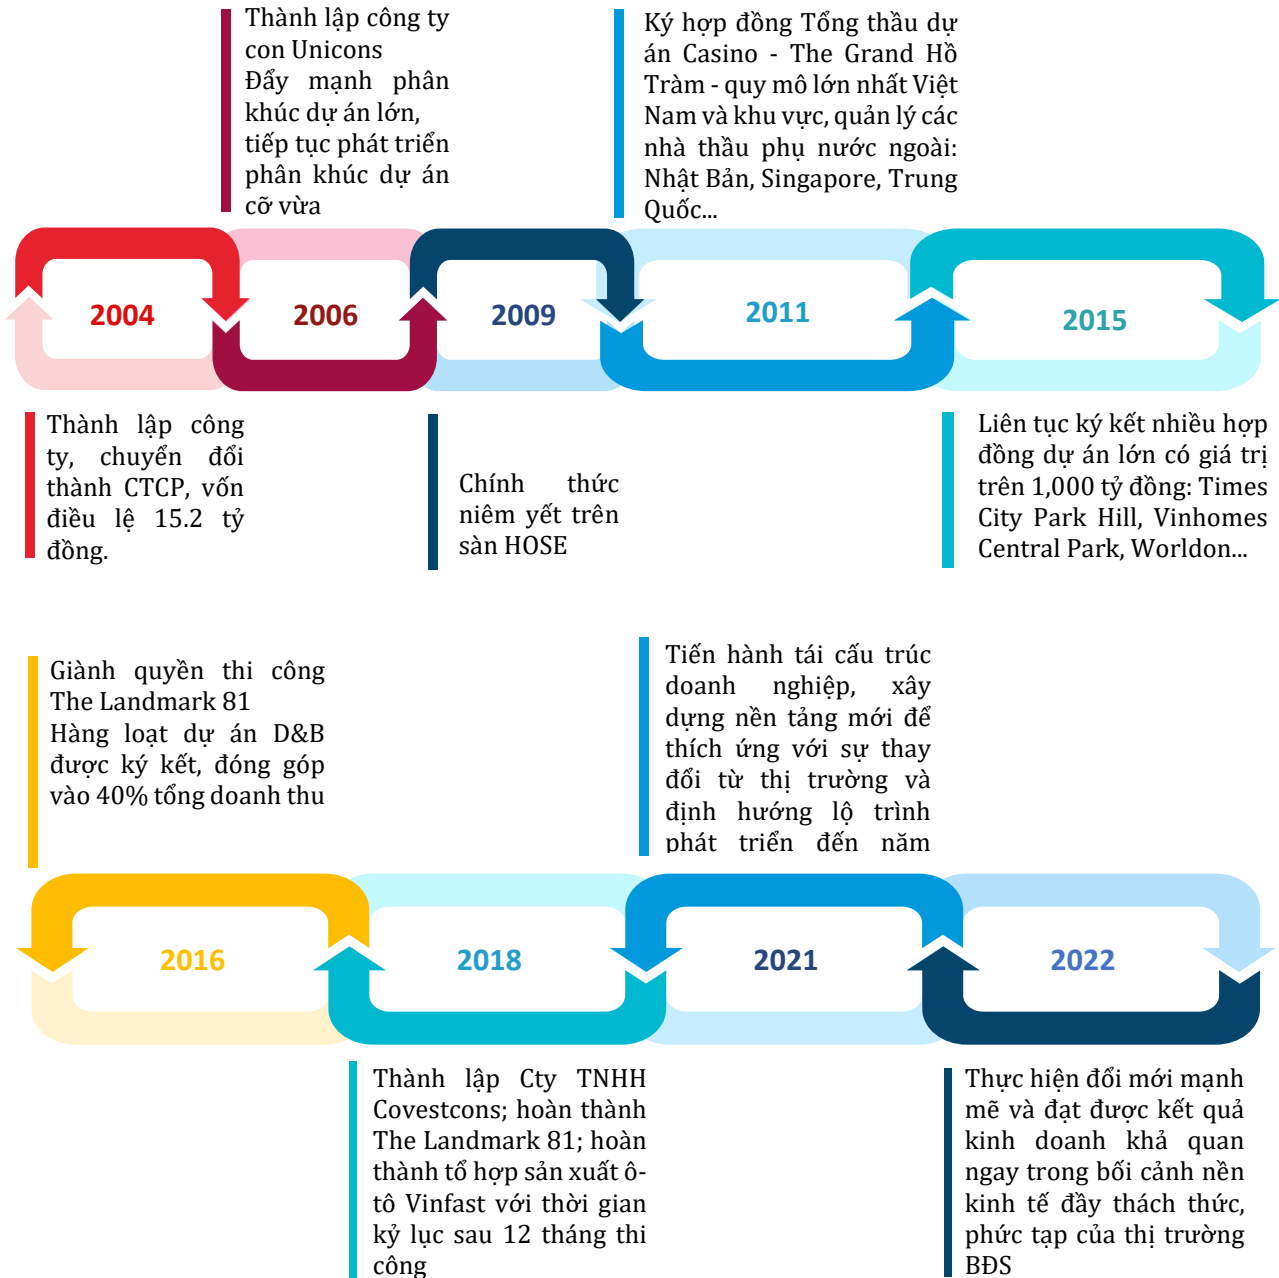 Thành lập công ty
con Unicons
Đẩy mạnh phân
khúc dự án lớn,
tiếp tục phát triển
phân khúc dự án
cỡ vừa
Ký hợp đồng Tổng thầu dự
án Casino - The Grand Hồ
Tràm - quy mô lớn nhất Việt
Nam và khu vực, quản lý các
nhà thầu phụ nước ngoài:
Nhật Bản, Singapore, Trung
Quốc...
2004
2006
2009
2011
2015
Thành lập công
ty, chuyển đổi
thành CTCP, vốn
điều lệ 15.2 tỷ
đồng.
Chính thức
niêm yết trên
sàn HOSE
Liên tục ký kết nhiều hợp
đồng dự án lớn có giá trị
trên 1,000 tỷ đồng: Times
City Park Hill, Vinhomes
Central Park, Worldon...
Giành quyền thi công
The Landmark 81
Hàng loạt dự án D&B
được ký kết, đóng góp
vào 40% tổng doanh thu
Tiến hành tái cấu trúc
doanh nghiệp, xây
dựng nền tảng mới để
thích ứng với sự thay
đổi từ thị trường và
định hướng lộ trình
phát triển đến năm
2016
2018
2021
2022
Thành lập Cty TNHH
Covestcons; hoàn thành
The Landmark 81; hoàn
thành tổ hợp sản xuất ô-
tô Vinfast với thời gian
kỷ lục sau 12 tháng thi
công
Thực hiện đổi mới mạnh
mẽ và đạt được kết quả
kinh doanh khả quan
ngay trong bối cảnh nền
kinh tế đầy thách thức,
phức tạp của thị trường
BĐS